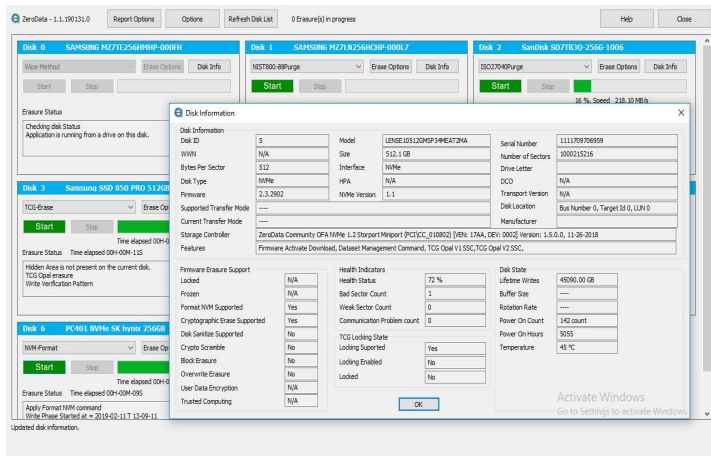 ZeroData - 1.1.190131.0 Report Options Options Refresh Disk List 0 Erasure(s) in progress Help Close
Disk 0 SAMSUNG MZ7TE256HMHP-000FH
Wipe Method Erase Options Disk Info
Start Stop
Erasure Status
Checking disk Status
Application is running from a drive on this disk.
Disk 1 SAMSUNG MZ7LN256HCHP-000L7
NIST800-88Purge Erase Options Disk Info
Start Stop
Disk 2 SanDisk SD7TB3Q-256G-1006
ISO27040Purge Erase Options Disk Info
Start Stop
16 %. Speed 218.10 MB/s
Disk 3 Samsung SSD 850 PRO 512GB
TCG-Erase Erase Op
Start Stop
Time elapsed 00H-0
Erasure Status Time elapsed 00H-00M-11S
Hidden Area is not present on the current disk.
TCG Opal erasure
Write Verification Pattern
Disk 6 PC401 NVMe SK hynix 256GB
NVM-Format Erase Op
Start Stop
Time elapsed 00H-0
Erasure Status Time elapsed 00H-00M-09S
Apply Format NVM command
Write Phase Started at = 2019-02-11 T 13-09-11
Updated disk information.
Disk Information X
Disk Information
Disk ID 5 Model LENSE10512GMSP34MEAT2MA Serial Number 1111709706959
WWN N/A Size 512.1 GB Number of Sectors 1000215216
Bytes Per Sector 512 Interface NVMe Drive Letter
Disk Type NVMe HPA N/A DCO N/A
Firmware 2.3.2902 NVMe Version 1.1 Transport Version N/A
Supported Transfer Mode ---- Disk Location Bus Number 0, Target Id 0, LUN 0
Current Transfer Mode ---- Manufacturer
Storage Controller ZeroData Community OFA NVMe 1.2 Storport Miniport (PCI\CC_010802) {VEN: 17AA, DEV: 0002} Version: 1.5.0.0, 11-26-2018
Features Firmware Activate Download, Dataset Management Command, TCG Opal V1 SSC,TCG Opal V2 SSC,
Firmware Erasure Support
Locked N/A
Frozen N/A
Format NVM Supported Yes
Cryptographic Erase Supported Yes
Disk Sanitize Supported No
Crypto Scramble No
Block Erasure No
Overwrite Erasure No
User Data Encryption N/A
Trusted Computing N/A
Health Indicators
Health Status 72 %
Bad Sector Count 1
Weak Sector Count 0
Communication Problem count 0
TCG Locking State
Locking Suported Yes
Locking Enabled No
Locked No
Disk State
Lifetime Writes 45090.00 GB
Buffer Size ----
Rotation Rate ----
Power On Count 142 count
Power On Hours 5055
Temperature 45 °C
OK
Activate Windows
Go to Settings to activate Windows.